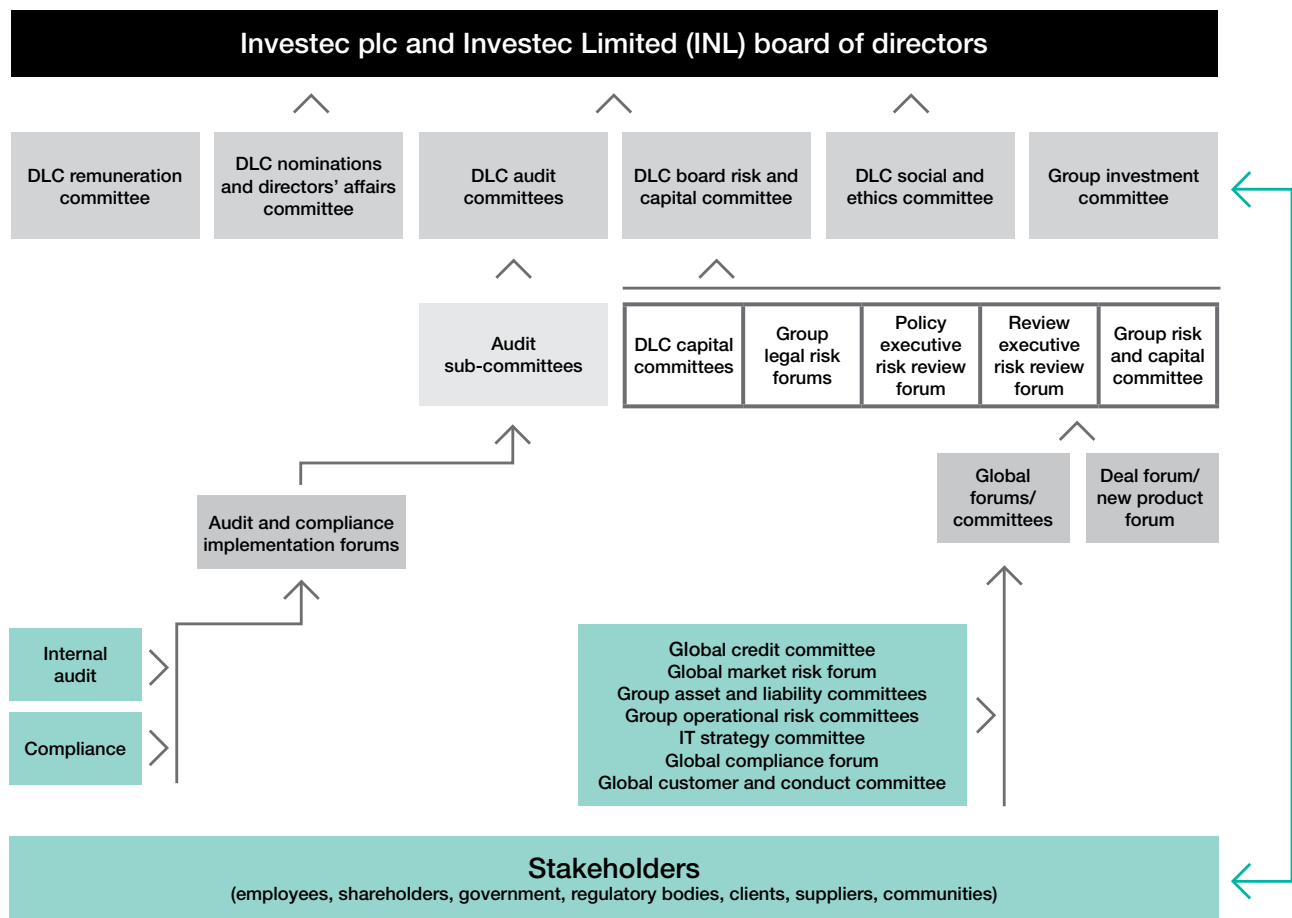 Investec plc and Investec Limited (INL) board of directors
DLC remuneration
committee
DLC nominations
and directors’ affairs
committee
DLC audit
committees
DLC board risk and
capital committee
DLC social and
ethics committee
Group investment
committee
Audit
sub-committees
DLC capital
committees
Group
legal risk
forums
Policy
executive
risk review
forum
Review
executive
risk review
forum
Group risk
and capital
committee
Global
forums/
committees
Deal forum/
new product
forum
Audit and compliance
implementation forums
Internal
audit
Compliance
Global credit committee
Global market risk forum
Group asset and liability committees
Group operational risk committees
IT strategy committee
Global compliance forum
Global customer and conduct committee
Stakeholders
(employees, shareholders, government, regulatory bodies, clients, suppliers, communities)